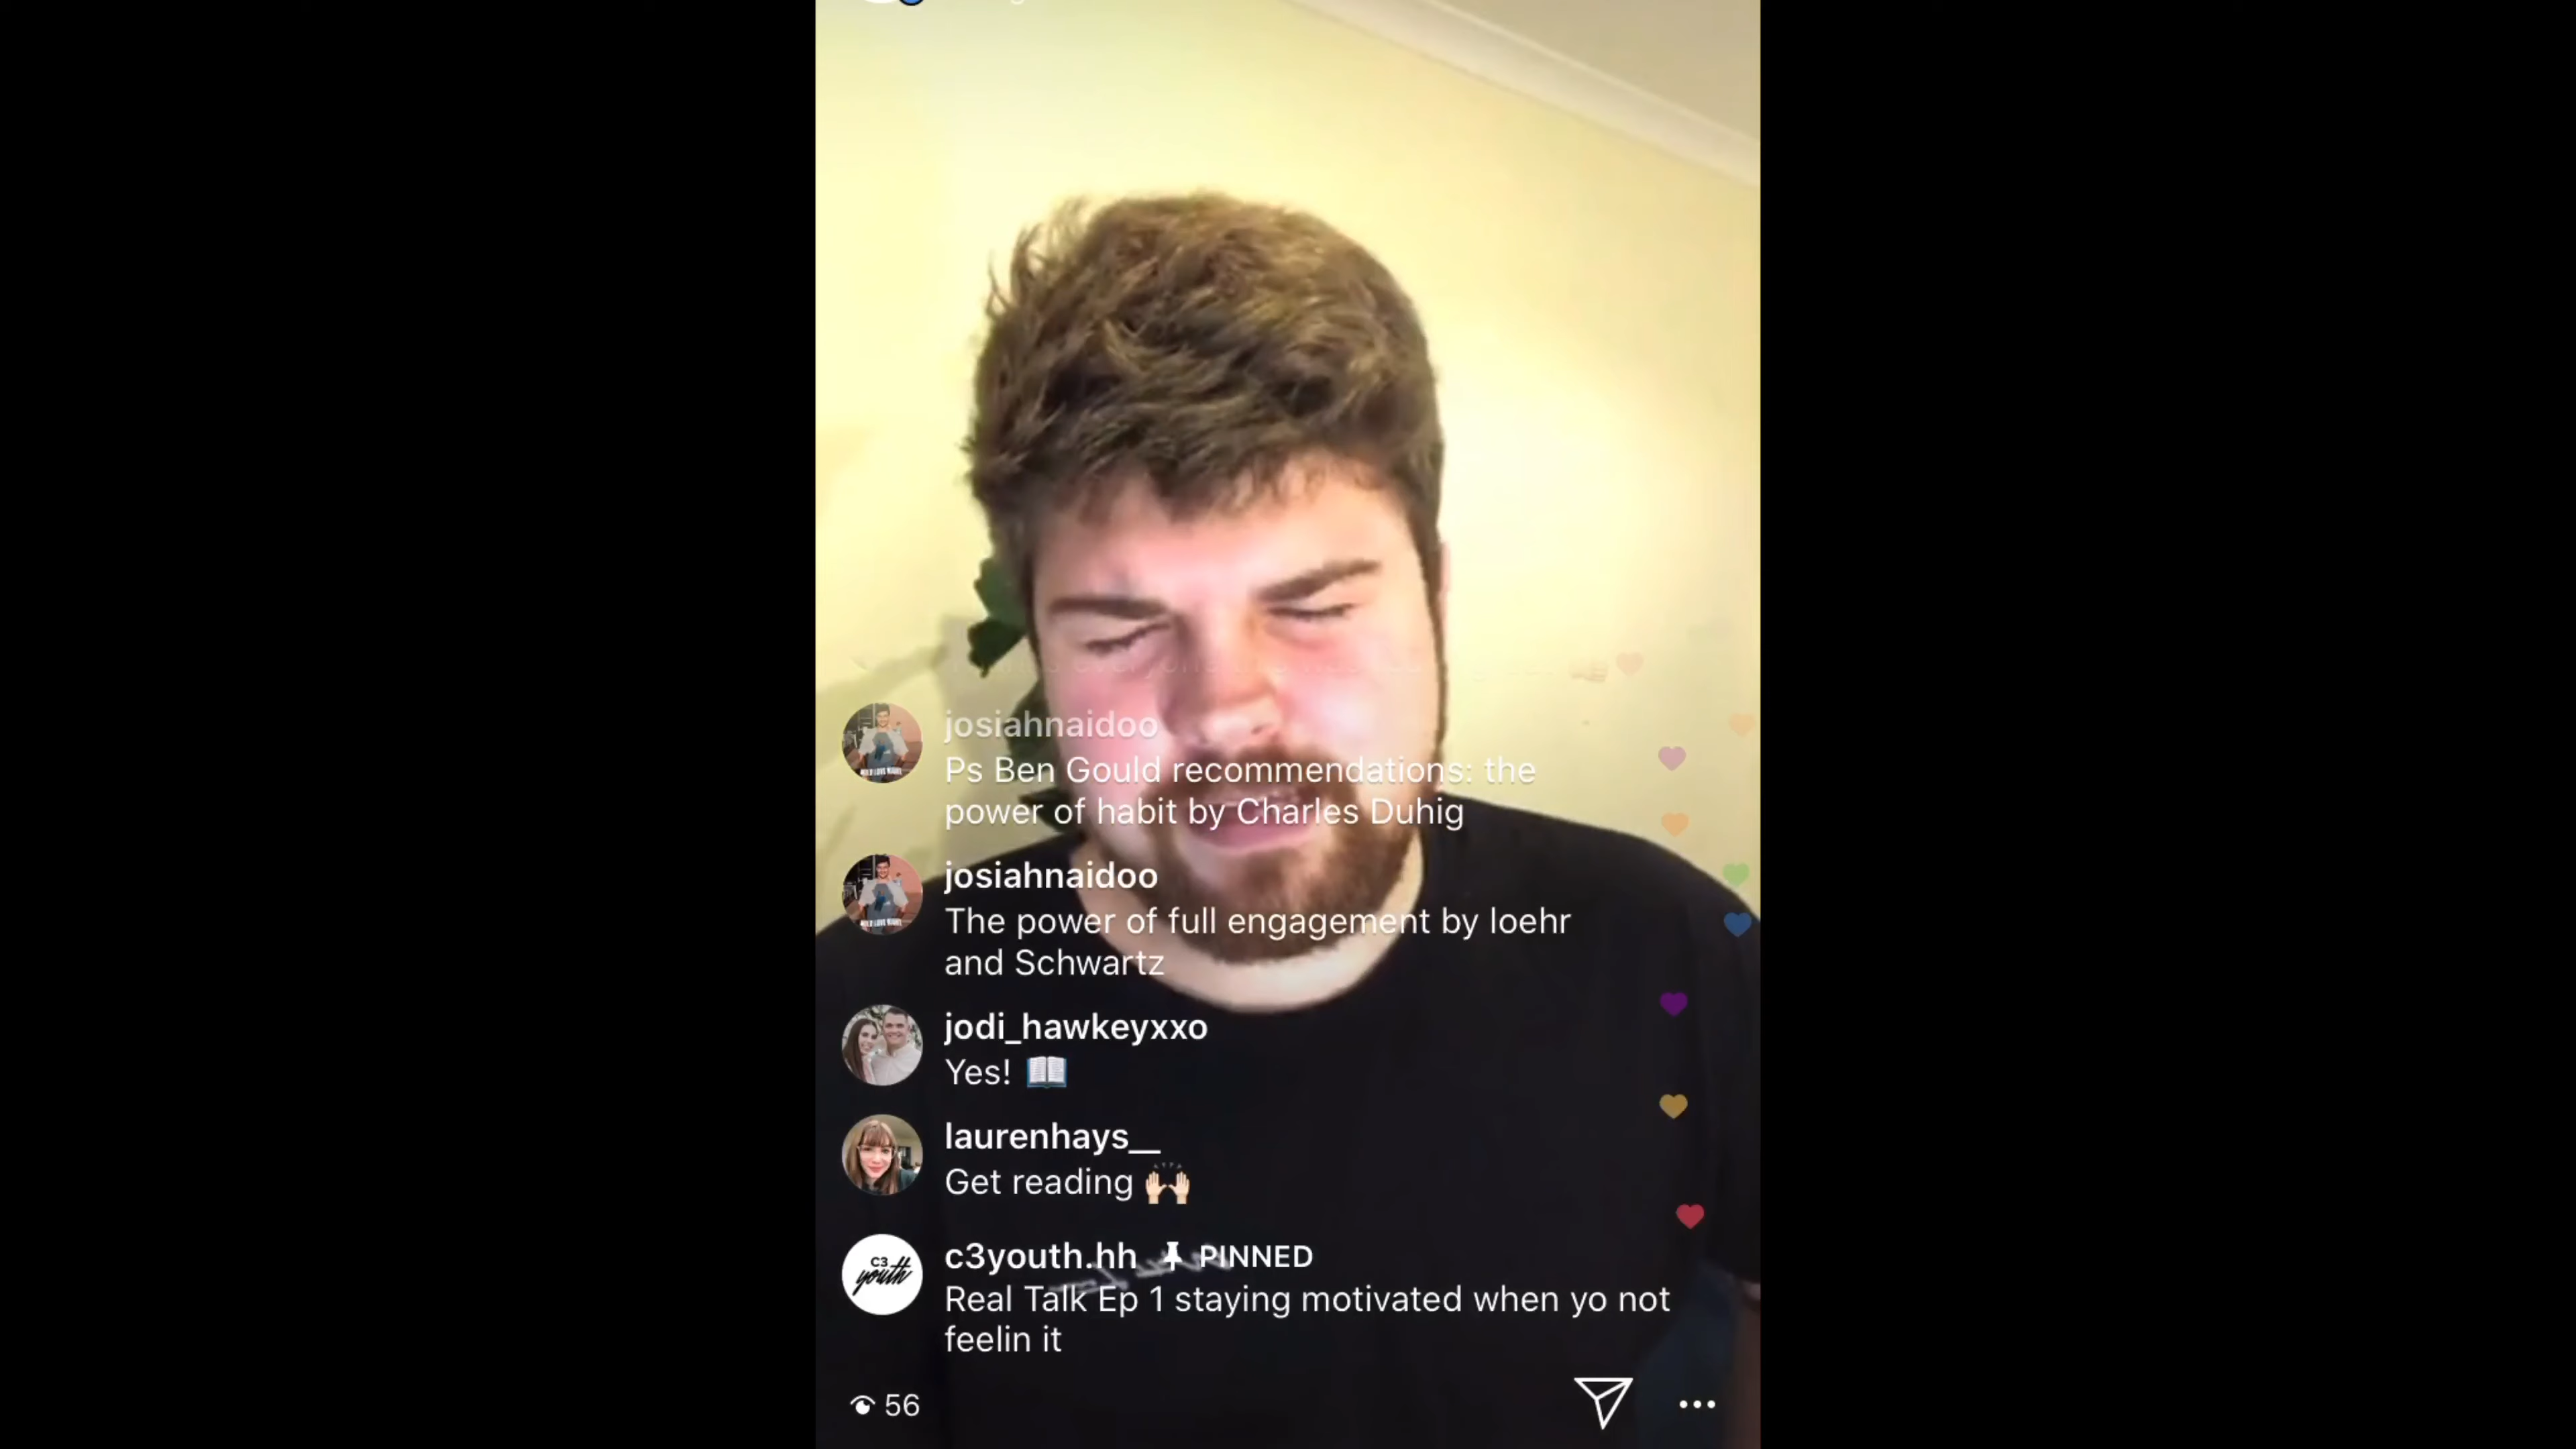 josiahnaidoo
Ps Ben Gould recommendations: the
power of habit by Charles Duhig
josiahnaidoo
The power of full engagement by loehr
and Schwartz
jodi_hawkeyxxo
Yes! 📖
laurenhays__
Get reading 🙌🏻
C3
youth
c3youth.hh PINNED
Real Talk Ep 1 staying motivated when yo not
feelin it
56